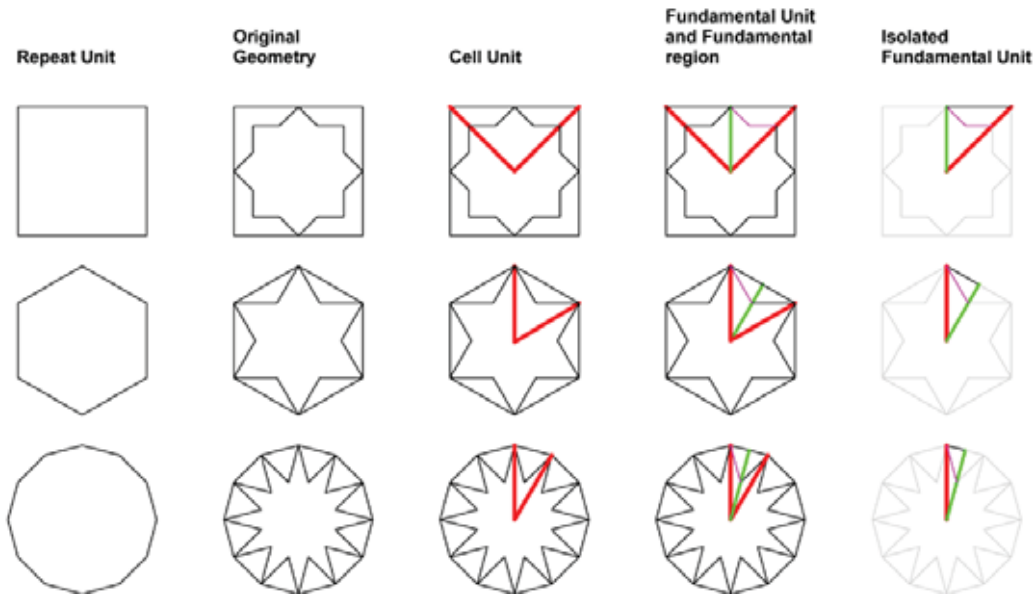 Repeat Unit
Original
Geometry
Cell Unit
Fundamental Unit
and Fundamental
region
Isolated
Fundamental Unit